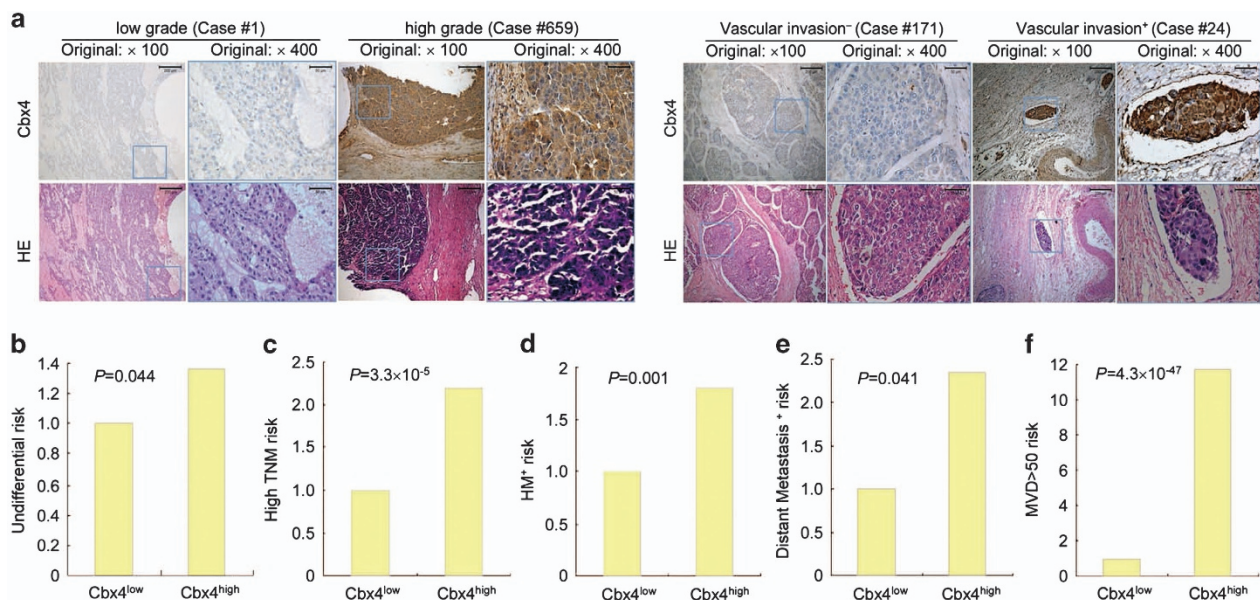 a
low grade (Case #1)
high grade (Case #659)
Vascular invasion⁻ (Case #171)
Vascular invasion⁺ (Case #24)
Original: × 100
Original: × 400
Original: × 100
Original: × 400
Original: ×100
Original: × 400
Original: × 100
Original: × 400
Cbx4
HE
Cbx4
HE
b
Undifferential risk
P=0.044
1.4
1.2
1.0
0.8
0.6
0.4
0.2
0
Cbx4ˡᵒʷ
Cbx4ʰⁱᵍʰ
c
High TNM risk
P=3.3×10⁻⁵
2.5
2.0
1.5
1.0
0.5
0.0
Cbx4ˡᵒʷ
Cbx4ʰⁱᵍʰ
d
HM⁺ risk
P=0.001
2
1.5
1.0
0.5
0
Cbx4ˡᵒʷ
Cbx4ʰⁱᵍʰ
e
Distant Metastasis ⁺ risk
P=0.041
2.5
2.0
1.5
1.0
0.5
0.0
Cbx4ˡᵒʷ
Cbx4ʰⁱᵍʰ
f
MVD>50 risk
P=4.3×10⁻⁴⁷
12
10
8
6
4
2
0
Cbx4ˡᵒʷ
Cbx4ʰⁱᵍʰ